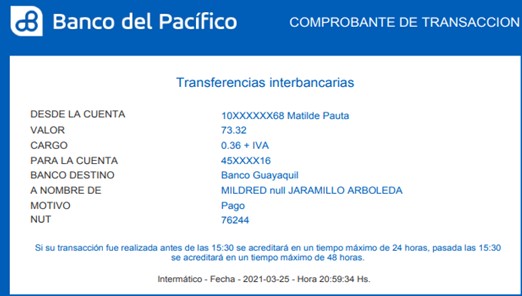 Banco del Pacífico
COMPROBANTE DE TRANSACCION
Transferencias interbancarias
DESDE LA CUENTA 10XXXXXX68 Matilde Pauta
VALOR 73.32
CARGO 0.36 + IVA
PARA LA CUENTA 45XXXX16
BANCO DESTINO Banco Guayaquil
A NOMBRE DE MILDRED null JARAMILLO ARBOLEDA
MOTIVO Pago
NUT 76244
Si su transacción fue realizada antes de las 15:30 se acreditará en un tiempo máximo de 24 horas, pasada las 15:30
se acreditará en un tiempo máximo de 48 horas.
Intermático - Fecha - 2021-03-25 - Hora 20:59:34 Hs.